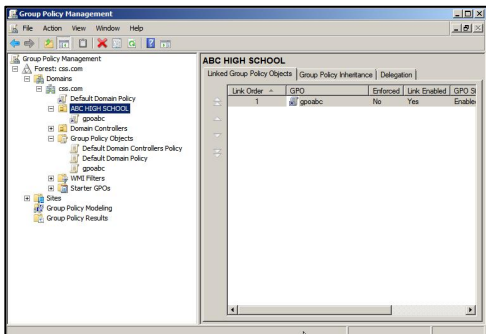 Group Policy Management
File Action View Window Help
Group Policy Management
Forest: css.com
Domains
css.com
Default Domain Policy
ABC HIGH SCHOOL
gpoabc
Domain Controllers
Group Policy Objects
Default Domain Controllers Policy
Default Domain Policy
gpoabc
WMI Filters
Starter GPOs
Sites
Group Policy Modeling
Group Policy Results
ABC HIGH SCHOOL
Linked Group Policy Objects Group Policy Inheritance Delegation
Link Order GPO Enforced Link Enabled GPO St
1 gpoabc No Yes Enabled